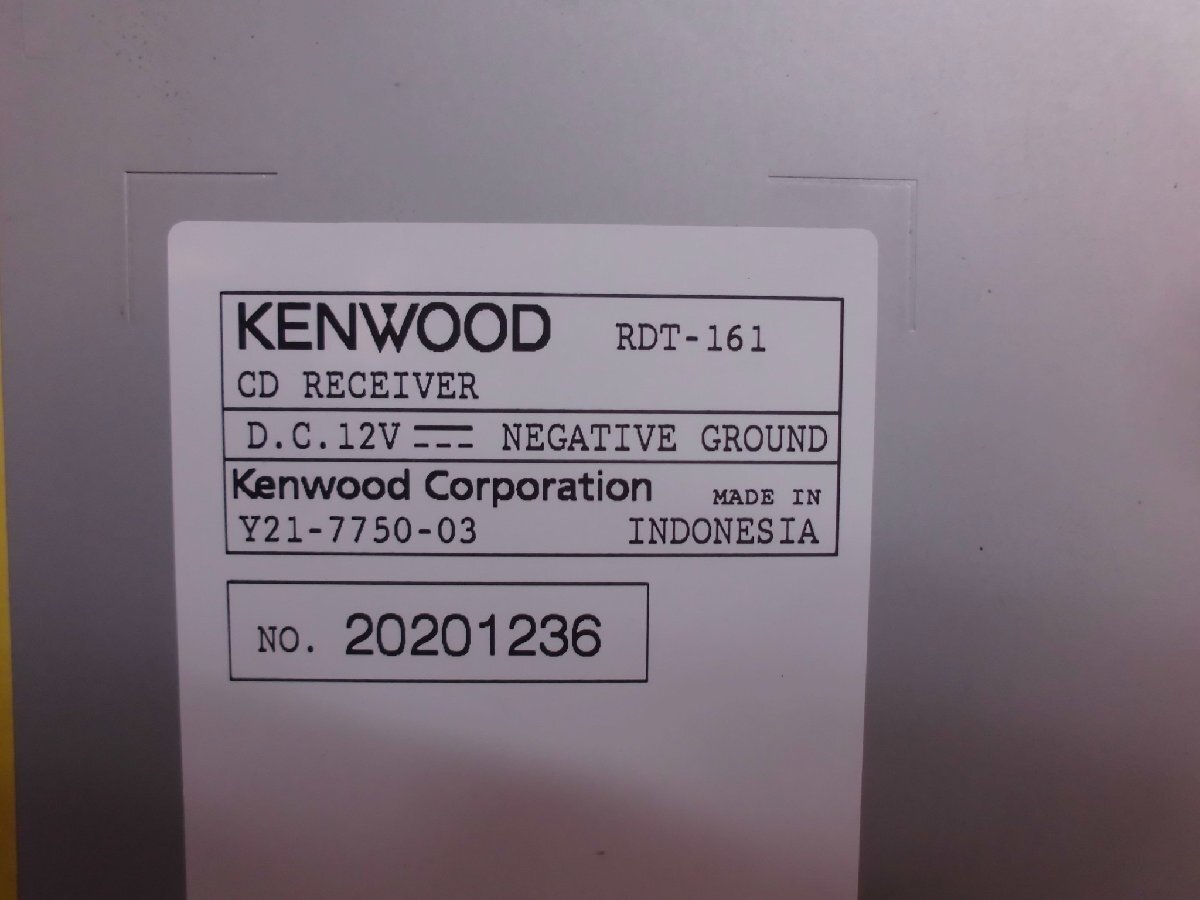 KENWOOD RDT-161
CD RECEIVER
D.C.12V NEGATIVE GROUND
Kenwood Corporation MADE IN
Y21-7750-03 INDONESIA
NO. 20201236